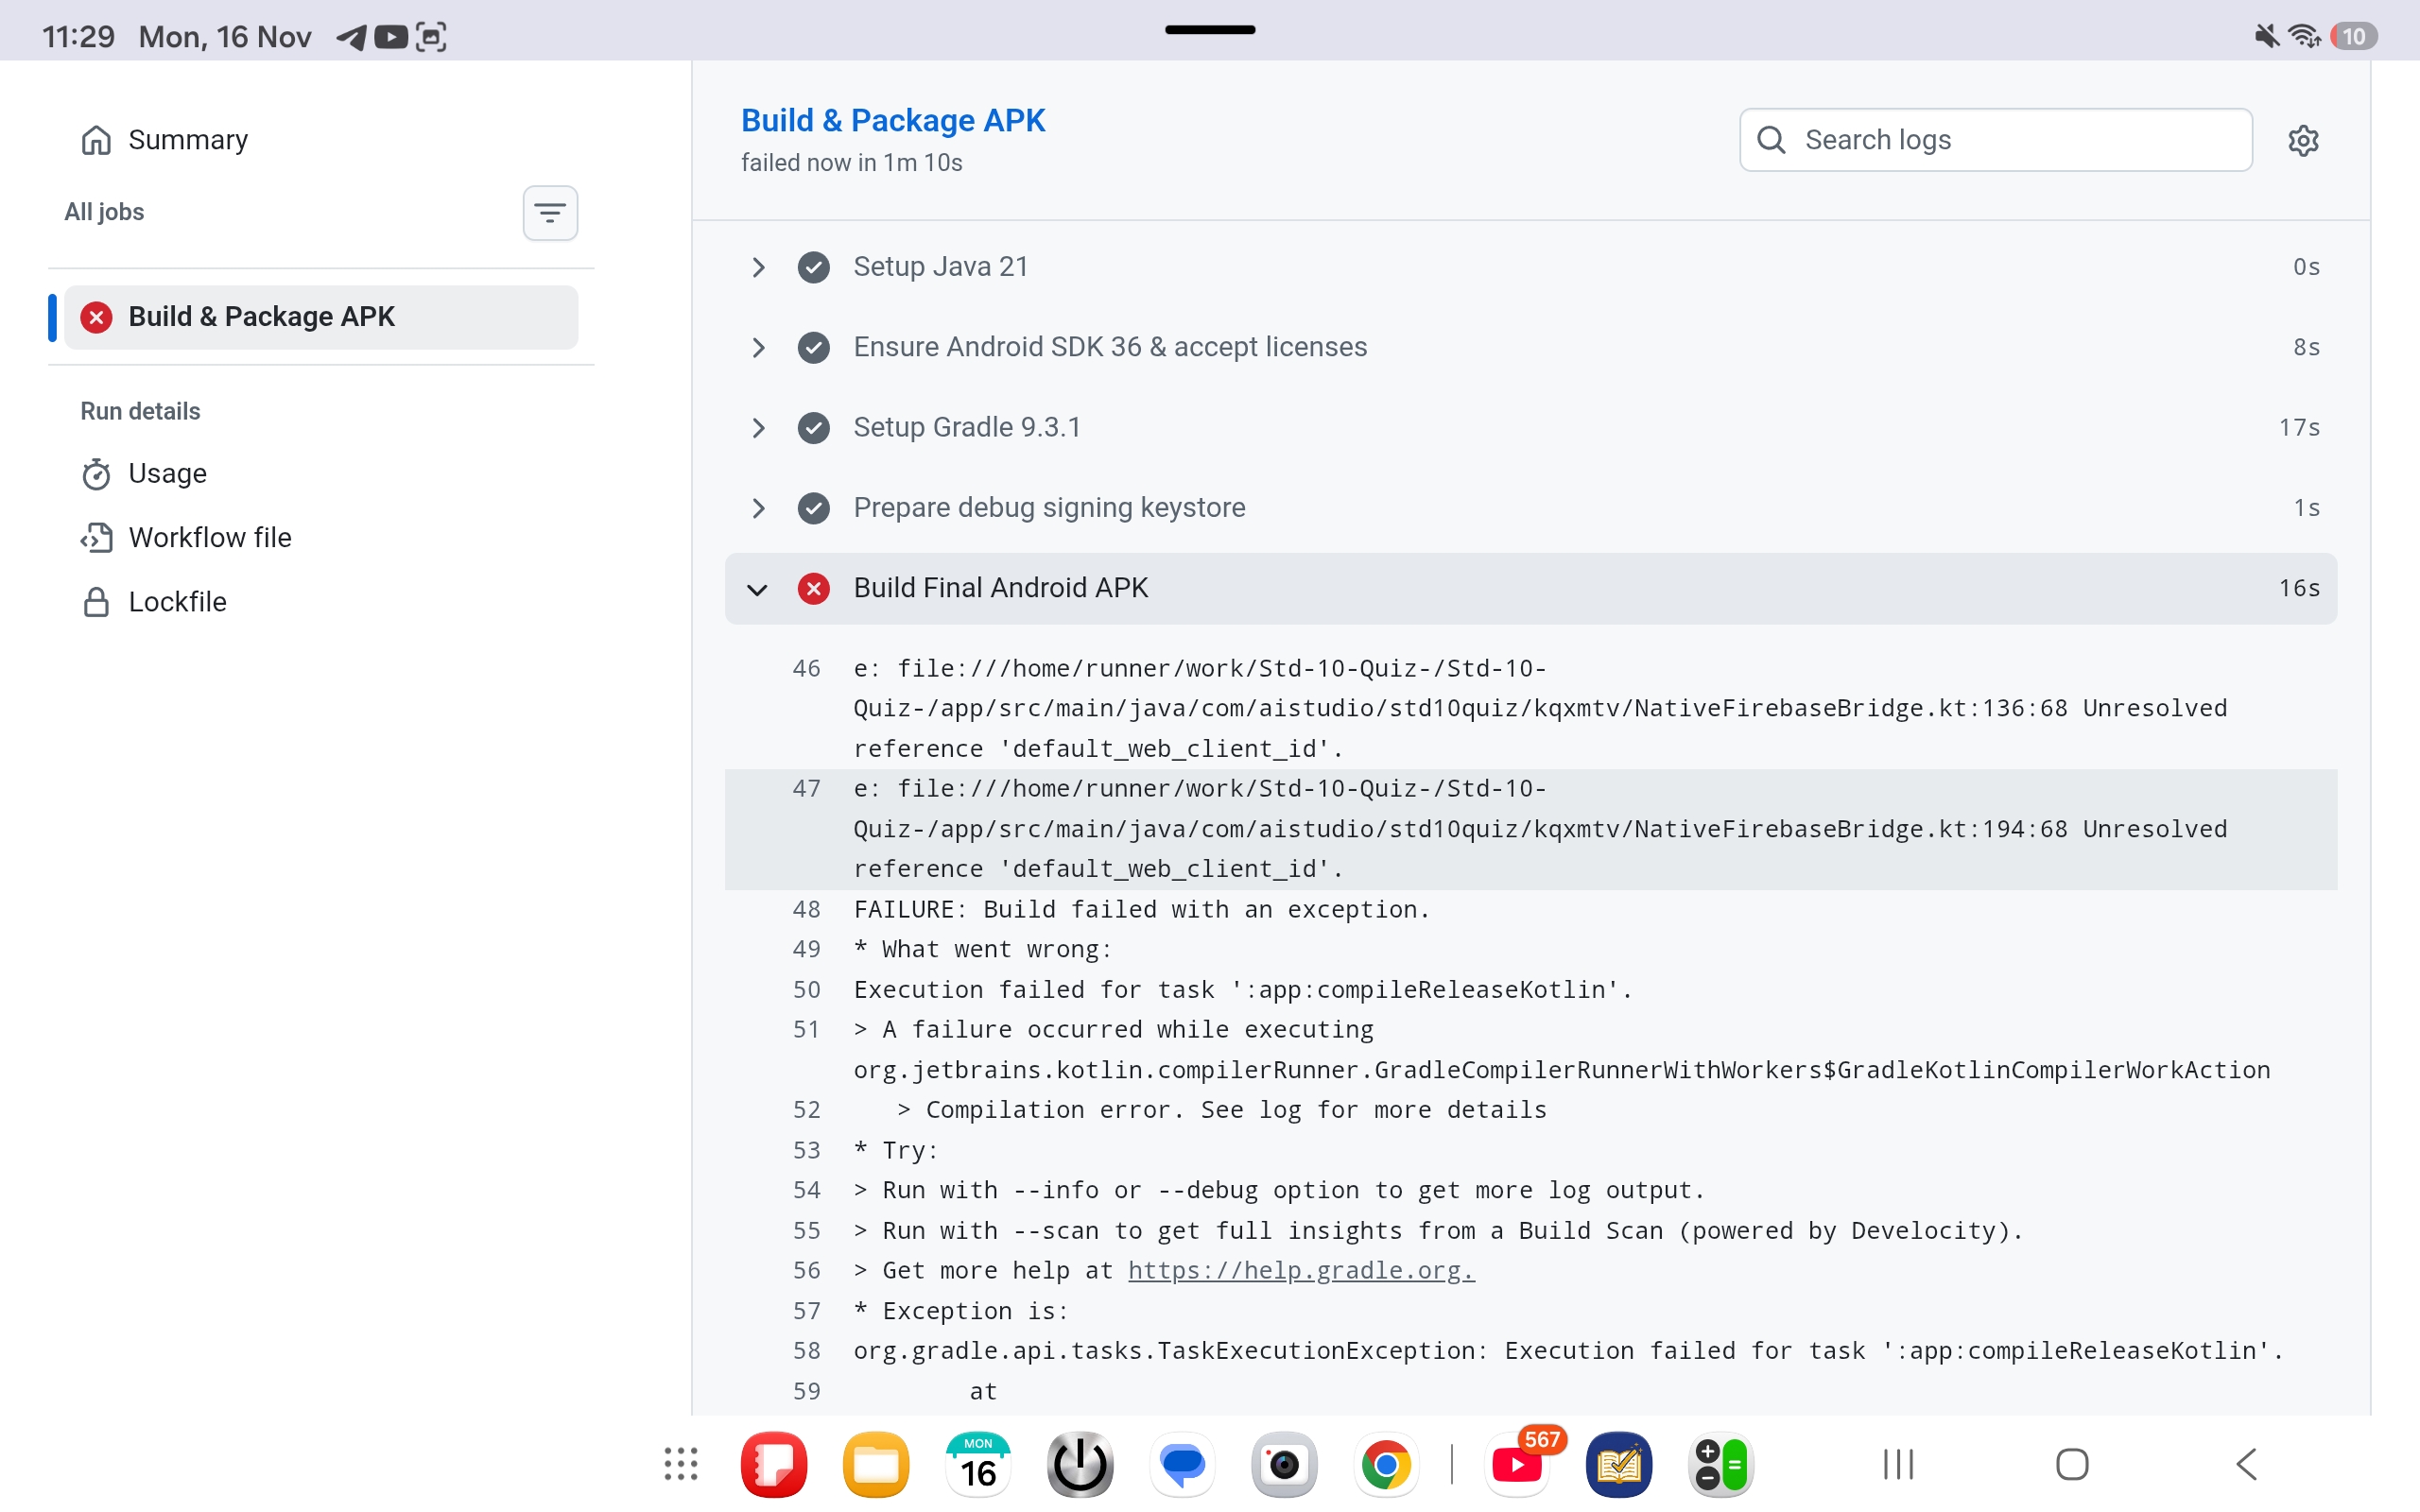 11:29 Mon, 16 Nov
10
Summary
All jobs
Build & Package APK
Run details
Usage
Workflow file
Lockfile
Build & Package APK
failed now in 1m 10s
Search logs
Setup Java 21 0s
Ensure Android SDK 36 & accept licenses 8s
Setup Gradle 9.3.1 17s
Prepare debug signing keystore 1s
Build Final Android APK 16s
46 e: file:///home/runner/work/Std-10-Quiz-/Std-10-
Quiz-/app/src/main/java/com/aistudio/std10quiz/kqxmtv/NativeFirebaseBridge.kt:136:68 Unresolved
reference 'default_web_client_id'.
47 e: file:///home/runner/work/Std-10-Quiz-/Std-10-
Quiz-/app/src/main/java/com/aistudio/std10quiz/kqxmtv/NativeFirebaseBridge.kt:194:68 Unresolved
reference 'default_web_client_id'.
48 FAILURE: Build failed with an exception.
49 * What went wrong:
50 Execution failed for task ':app:compileReleaseKotlin'.
51 > A failure occurred while executing
org.jetbrains.kotlin.compilerRunner.GradleCompilerRunnerWithWorkers$GradleKotlinCompilerWorkAction
52 > Compilation error. See log for more details
53 * Try:
54 > Run with --info or --debug option to get more log output.
55 > Run with --scan to get full insights from a Build Scan (powered by Develocity).
56 > Get more help at https://help.gradle.org.
57 * Exception is:
58 org.gradle.api.tasks.TaskExecutionException: Execution failed for task ':app:compileReleaseKotlin'.
59 at
MON
16
567